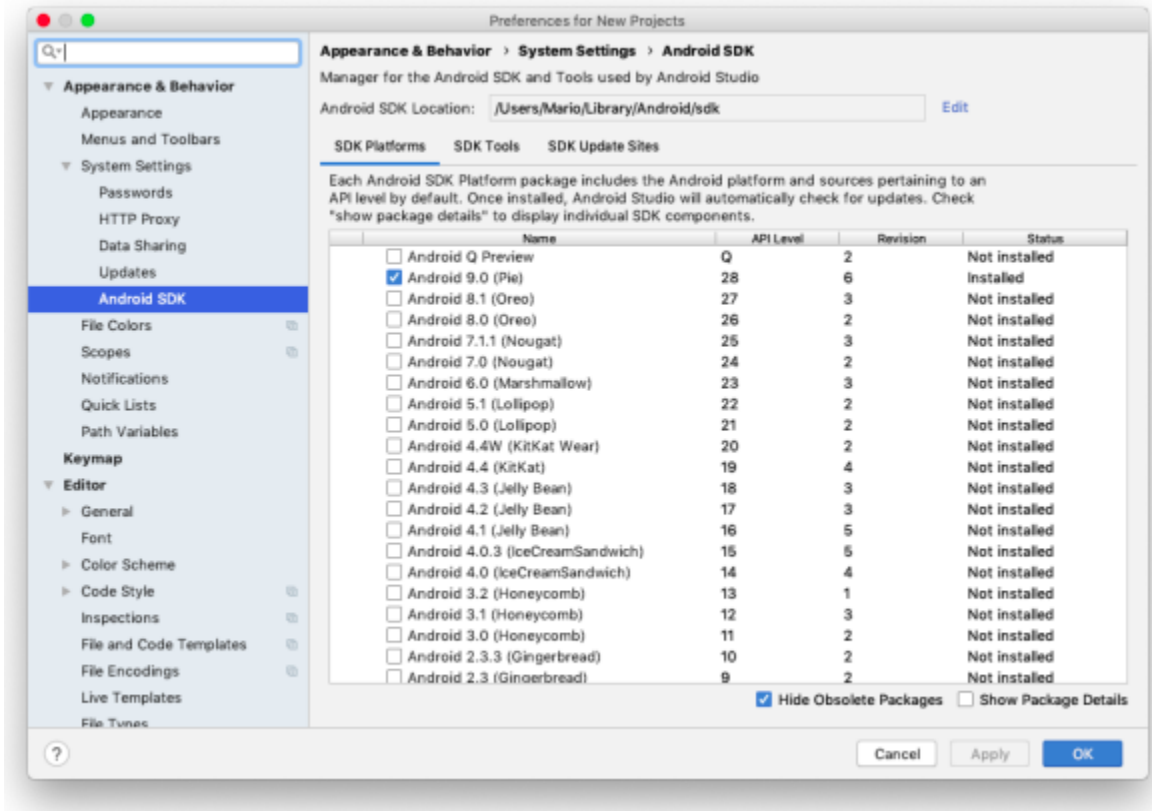 Preferences for New Projects
Appearance & Behavior
Appearance
Menus and Toolbars
System Settings
Passwords
HTTP Proxy
Data Sharing
Updates
Android SDK
File Colors
Scopes
Notifications
Quick Lists
Path Variables
Keymap
Editor
General
Font
Color Scheme
Code Style
Inspections
File and Code Templates
File Encodings
Live Templates
File Types
Appearance & Behavior › System Settings › Android SDK
Manager for the Android SDK and Tools used by Android Studio
Android SDK Location: /Users/Mario/Library/Android/sdk Edit
SDK Platforms SDK Tools SDK Update Sites
Each Android SDK Platform package includes the Android platform and sources pertaining to an
API level by default. Once installed, Android Studio will automatically check for updates. Check
"show package details" to display individual SDK components.
Name API Level Revision Status
Android Q Preview Q 2 Not installed
Android 9.0 (Pie) 28 6 Installed
Android 8.1 (Oreo) 27 3 Not installed
Android 8.0 (Oreo) 26 2 Not installed
Android 7.1.1 (Nougat) 25 3 Not installed
Android 7.0 (Nougat) 24 2 Not installed
Android 6.0 (Marshmallow) 23 3 Not installed
Android 5.1 (Lollipop) 22 2 Not installed
Android 5.0 (Lollipop) 21 2 Not installed
Android 4.4W (KitKat Wear) 20 2 Not installed
Android 4.4 (KitKat) 19 4 Not installed
Android 4.3 (Jelly Bean) 18 3 Not installed
Android 4.2 (Jelly Bean) 17 3 Not installed
Android 4.1 (Jelly Bean) 16 5 Not installed
Android 4.0.3 (IceCreamSandwich) 15 5 Not installed
Android 4.0 (IceCreamSandwich) 14 4 Not installed
Android 3.2 (Honeycomb) 13 1 Not installed
Android 3.1 (Honeycomb) 12 3 Not installed
Android 3.0 (Honeycomb) 11 2 Not installed
Android 2.3.3 (Gingerbread) 10 2 Not installed
Android 2.3 (Gingerbread) 9 2 Not installed
Hide Obsolete Packages Show Package Details
? Cancel Apply OK